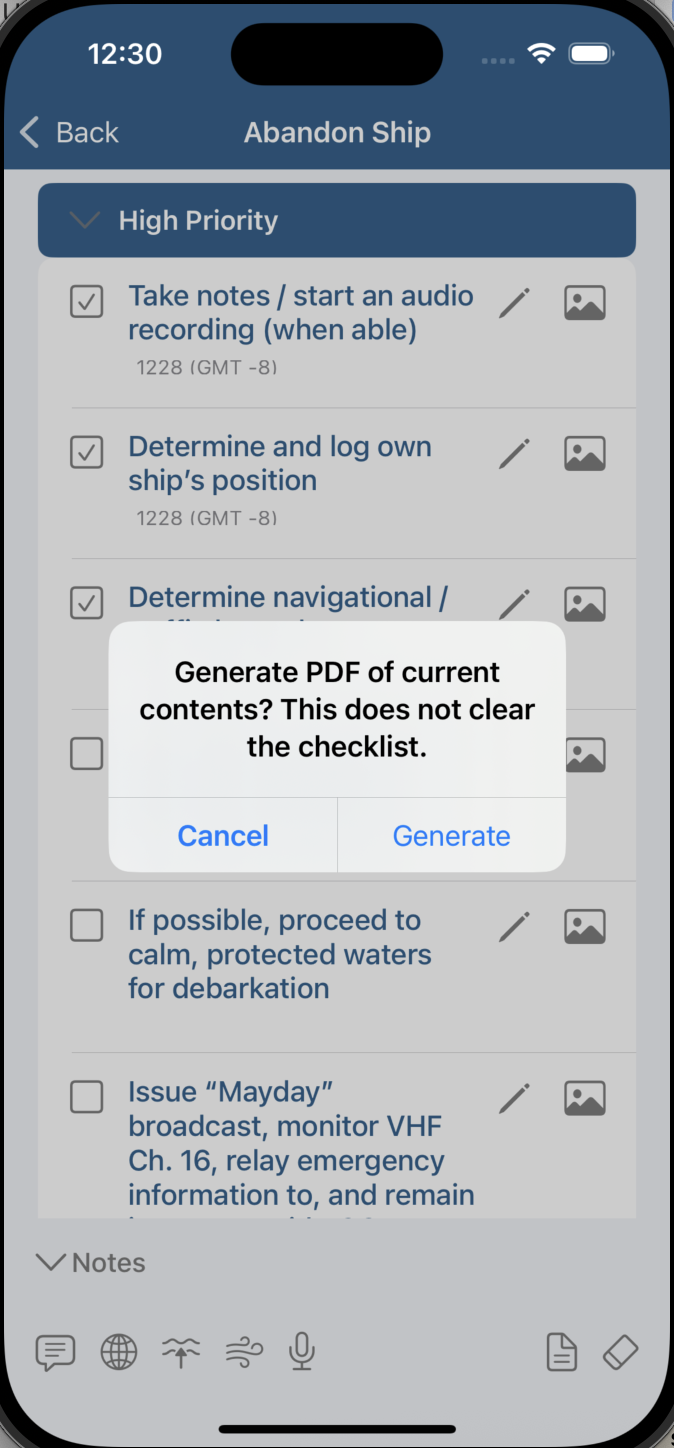 12:30
Back
Abandon Ship
High Priority
Take notes / start an audio
recording (when able)
1228 (GMT -8)
Determine and log own
ship’s position
1228 (GMT -8)
Determine navigational /
Generate PDF of current
contents? This does not clear
the checklist.
Cancel
Generate
If possible, proceed to
calm, protected waters
for debarkation
Issue “Mayday”
broadcast, monitor VHF
Ch. 16, relay emergency
information to, and remain
Notes